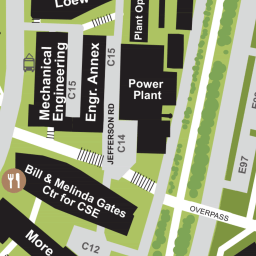 Loew
Plant Op
Mechanical
Engineering
C15
Engr. Annex
C15
JEFFERSON RD
Power
Plant
C14
E97
E9
Bill & Melinda Gates
Ctr for CSE
OVERPASS
More
C12